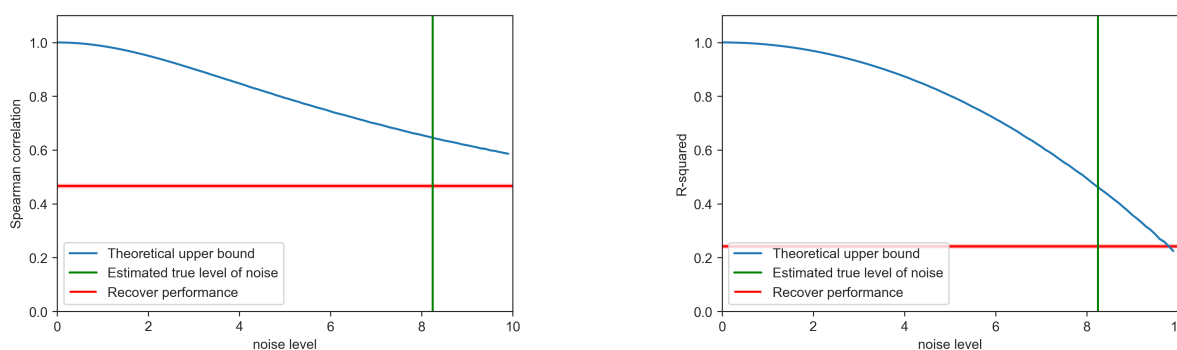 1.0
0.8
0.6
0.4
0.2
0.0
Spearman correlation
Theoretical upper bound
Estimated true level of noise
Recover performance
0 2 4 6 8 10
noise level
1.0
0.8
0.6
0.4
0.2
0.0
R-squared
Theoretical upper bound
Estimated true level of noise
Recover performance
0 2 4 6 8
noise level